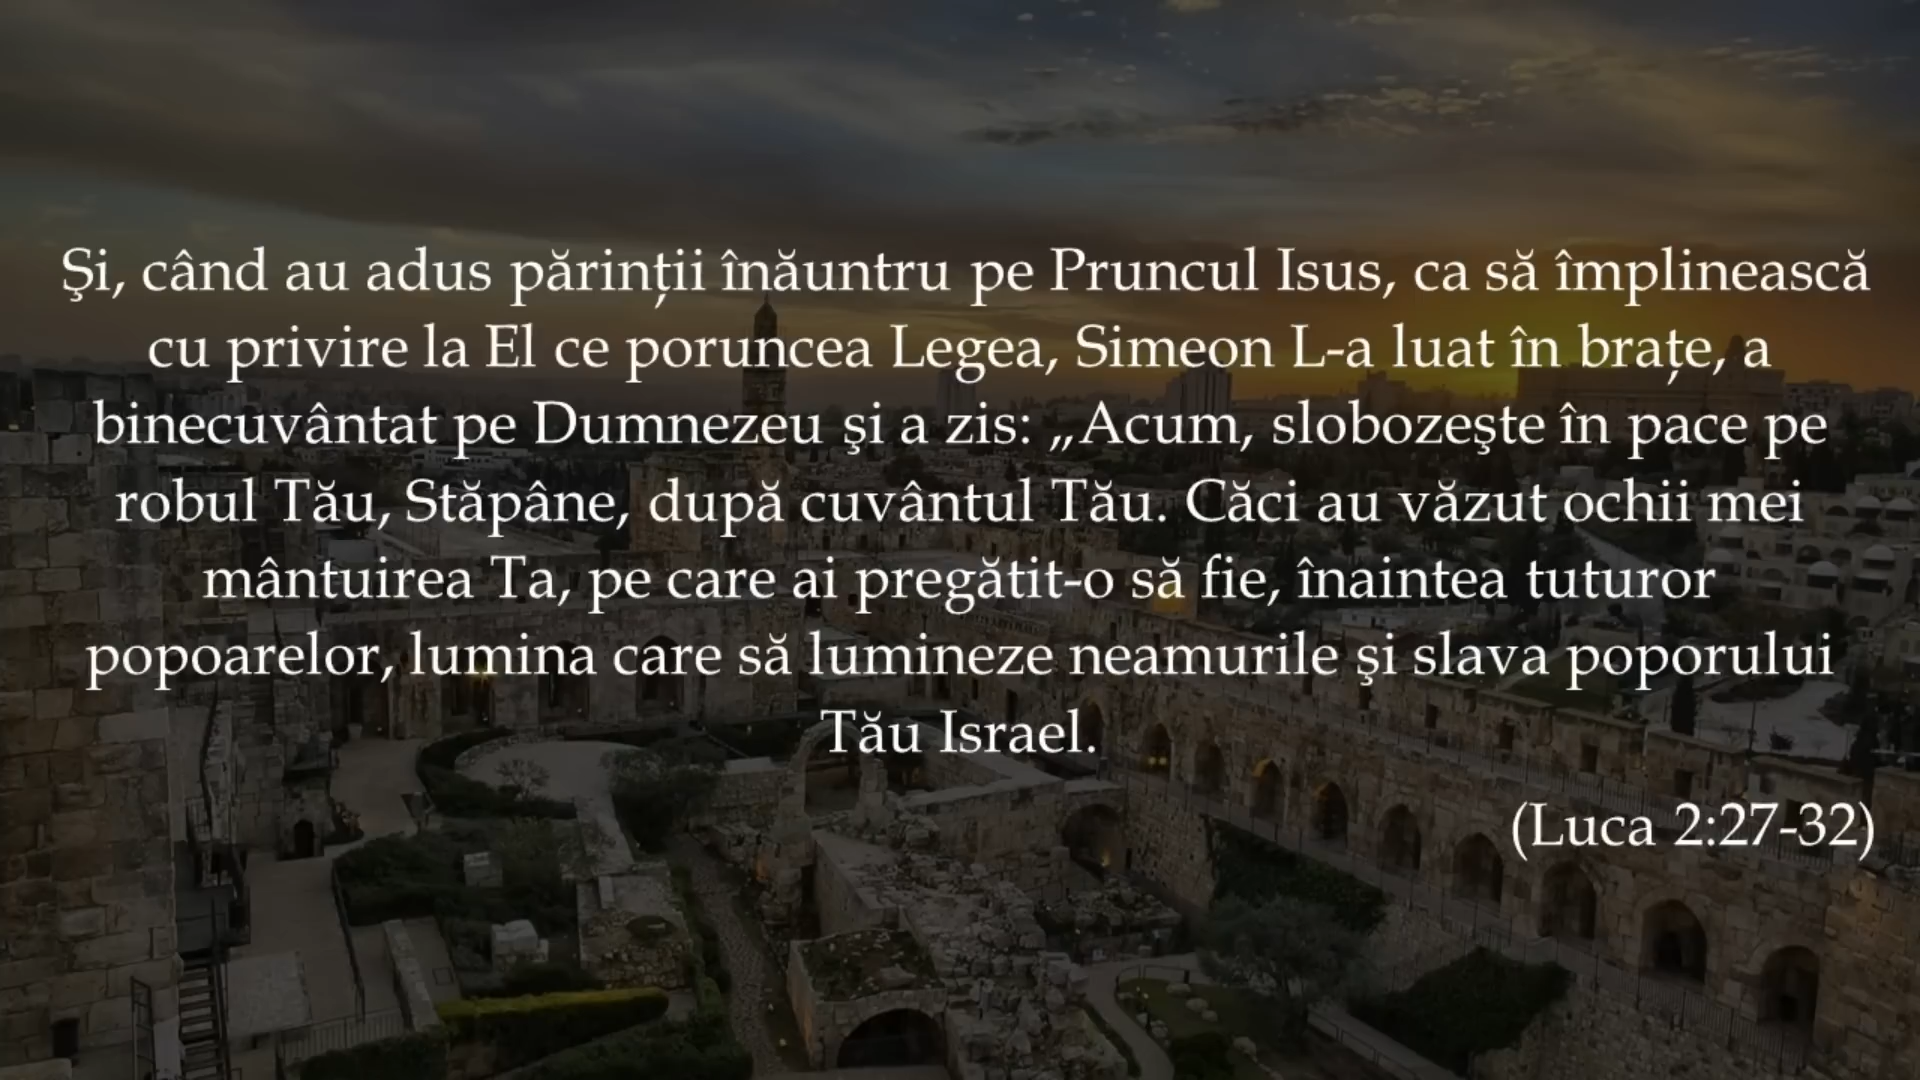 Şi, când au adus părinții înăuntru pe Pruncul Isus, ca să împlinească
cu privire la El ce poruncea Legea, Simeon L-a luat în brațe, a
binecuvântat pe Dumnezeu şi a zis: „Acum, slobozeşte în pace pe
robul Tău, Stăpâne, după cuvântul Tău. Căci au văzut ochii mei
mântuirea Ta, pe care ai pregătit-o să fie, înaintea tuturor
popoarelor, lumina care să lumineze neamurile şi slava poporului
Tău Israel.
(Luca 2:27-32)